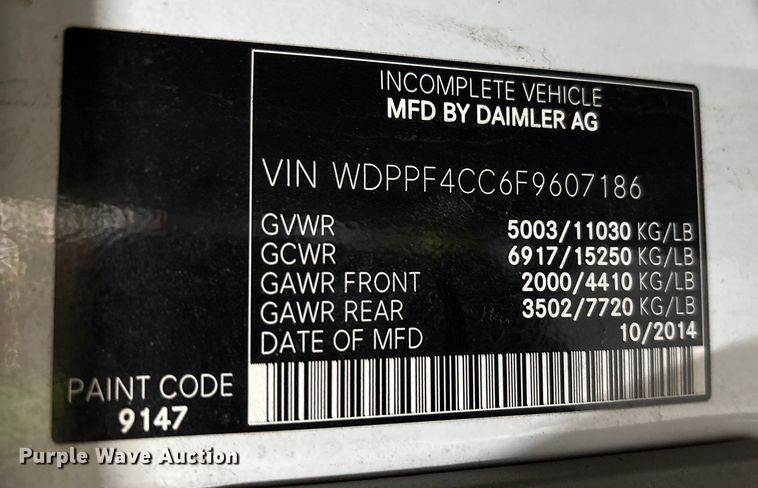 INCOMPLETE VEHICLE
MFD BY DAIMLER AG
VIN WDPPF4CC6F9607186
GVWR 5003/11030 KG/LB
GCWR 6917/15250 KG/LB
GAWR FRONT 2000/4410 KG/LB
GAWR REAR 3502/7720 KG/LB
DATE OF MFD 10/2014
PAINT CODE
9147
Purple Wave Auction